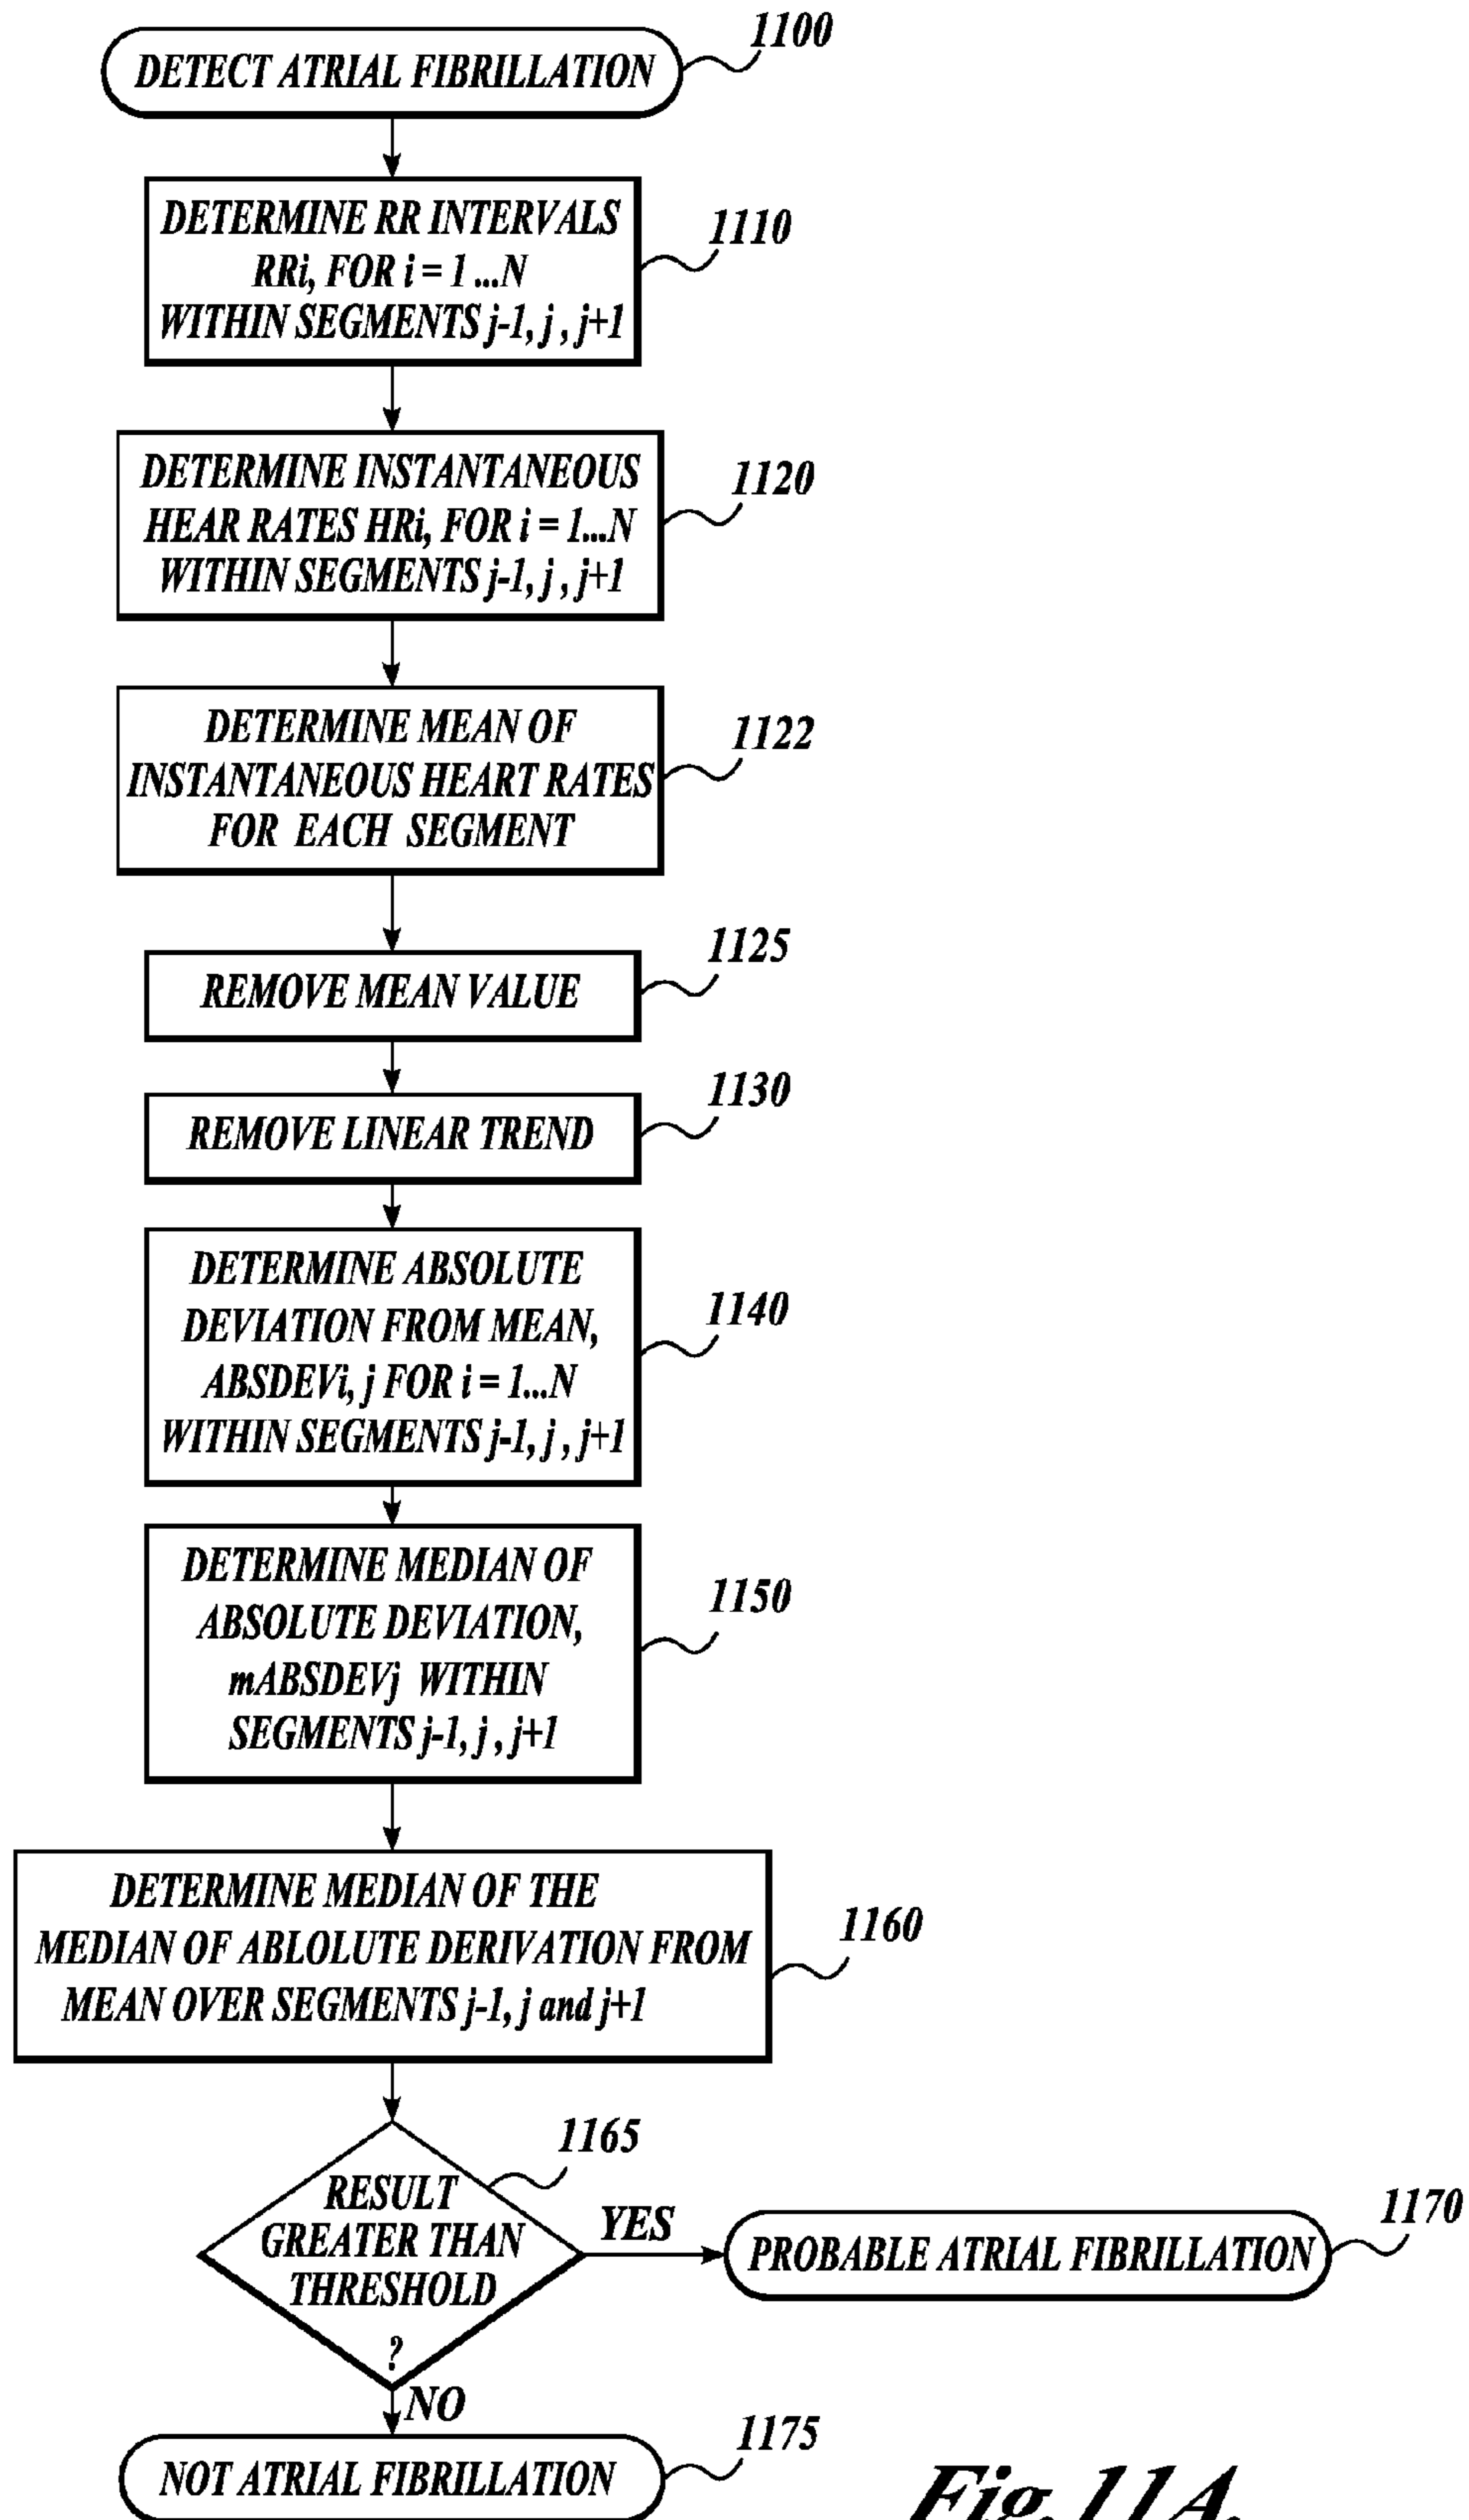 DETECT ATRIAL FIBRILLATION
1100
DETERMINE RR INTERVALS
RRi, FOR i = 1 ...N
WITHIN SEGMENTS j-1, j , j+1
1110
DETERMINE INSTANTANEOUS
HEAR RATES HRi, FOR i = 1...N
WITHIN SEGMENTS j-1, j , j+1
1120
DETERMINE MEAN OF
INSTANTANEOUS HEART RATES
FOR EACH SEGMENT
1122
REMOVE MEAN VALUE
1125
REMOVE LINEAR TREND
1130
DETERMINE ABSOLUTE
DEVIATION FROM MEAN,
ABSDEVi, j FOR i = 1...N
WITHIN SEGMENTS j-1, j , j+1
1140
DETERMINE MEDIAN OF
ABSOLUTE DEVIATION,
mABSDEVj WITHIN
SEGMENTS j-1, j , j+1
1150
DETERMINE MEDIAN OF THE
MEDIAN OF ABLOLUTE DERIVATION FROM
MEAN OVER SEGMENTS j-1, j and j+1
1160
RESULT
GREATER THAN
THRESHOLD
?
1165
YES
PROBABLE ATRIAL FIBRILLATION
1170
NO
NOT ATRIAL FIBRILLATION
1175
Fig.11A.